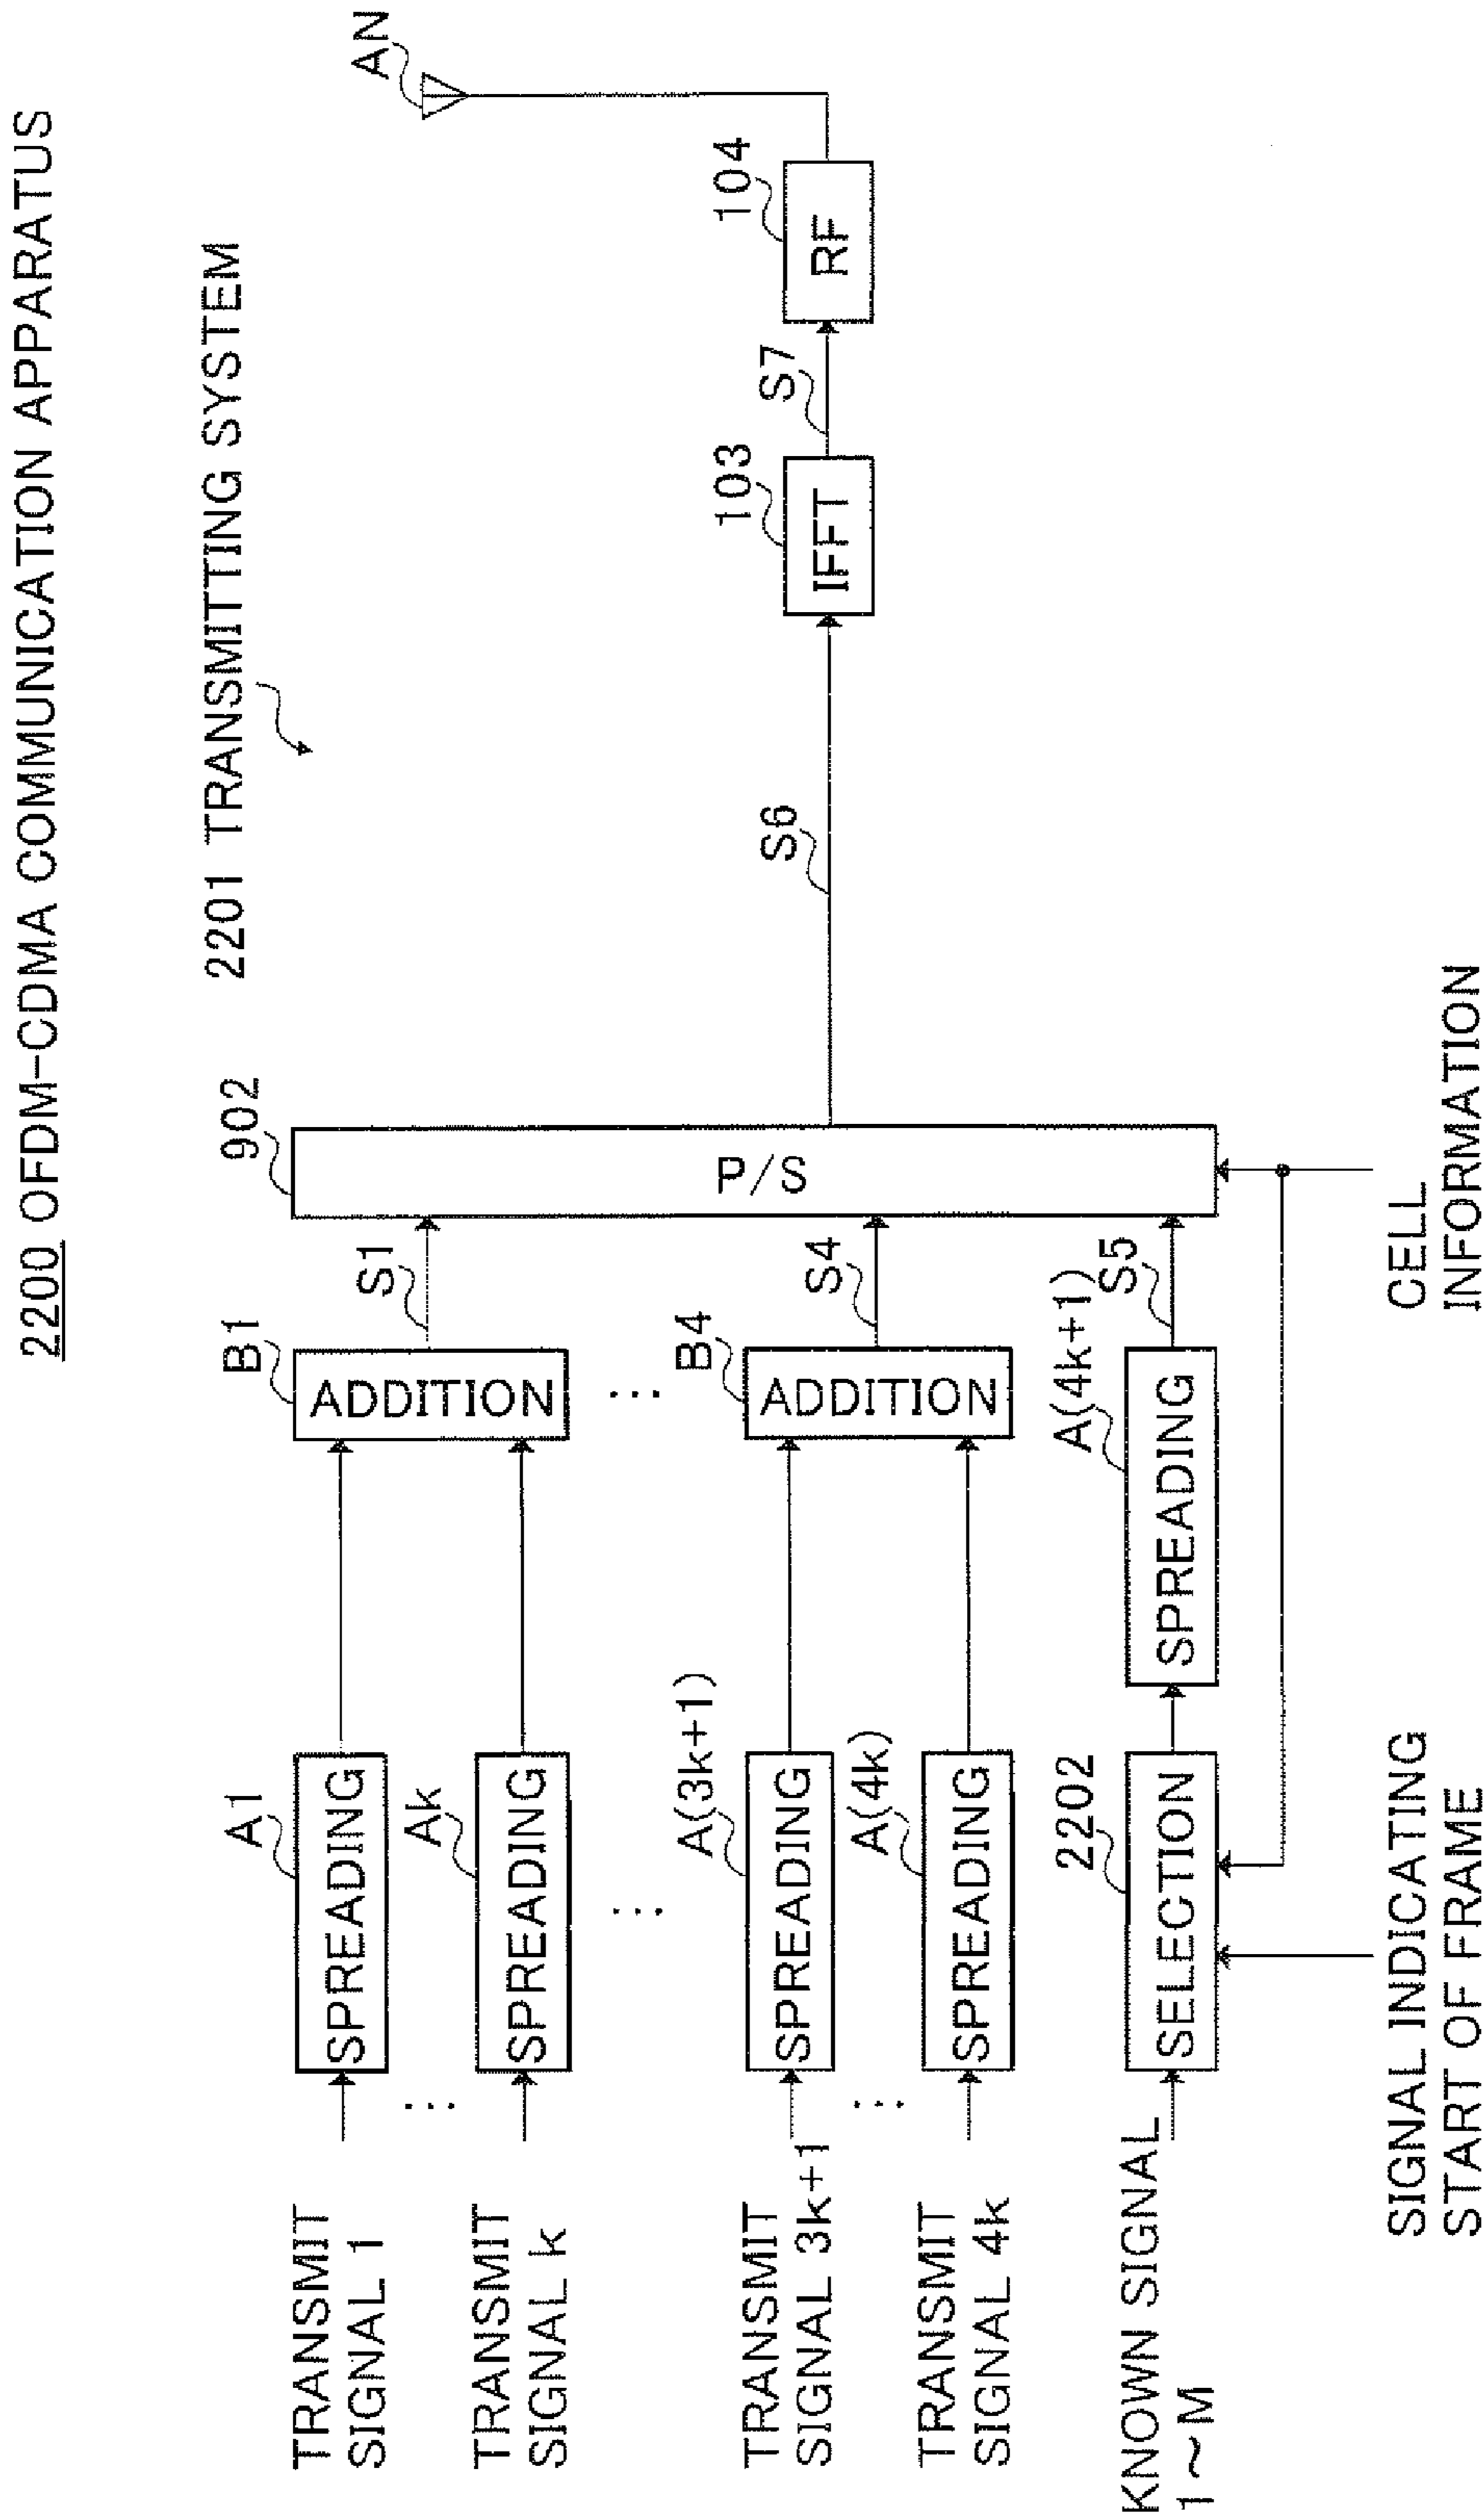 2200 OFDM-CDMA COMMUNICATION APPARATUS
2201 TRANSMITTING SYSTEM
AN
TRANSMIT
SIGNAL 1
A1
SPREADING
B1
ADDITION
S1
902
P/S
TRANSMIT
SIGNAL k
Ak
SPREADING
...
...
...
S6
103
IFFT
S7
104
RF
TRANSMIT
SIGNAL 3k+1
A(3k+1)
SPREADING
B4
ADDITION
S4
...
TRANSMIT
SIGNAL 4k
A(4k)
SPREADING
KNOWN SIGNAL
1~M
2202
SELECTION
A(4k+1)
SPREADING
S5
SIGNAL INDICATING
START OF FRAME
CELL
INFORMATION